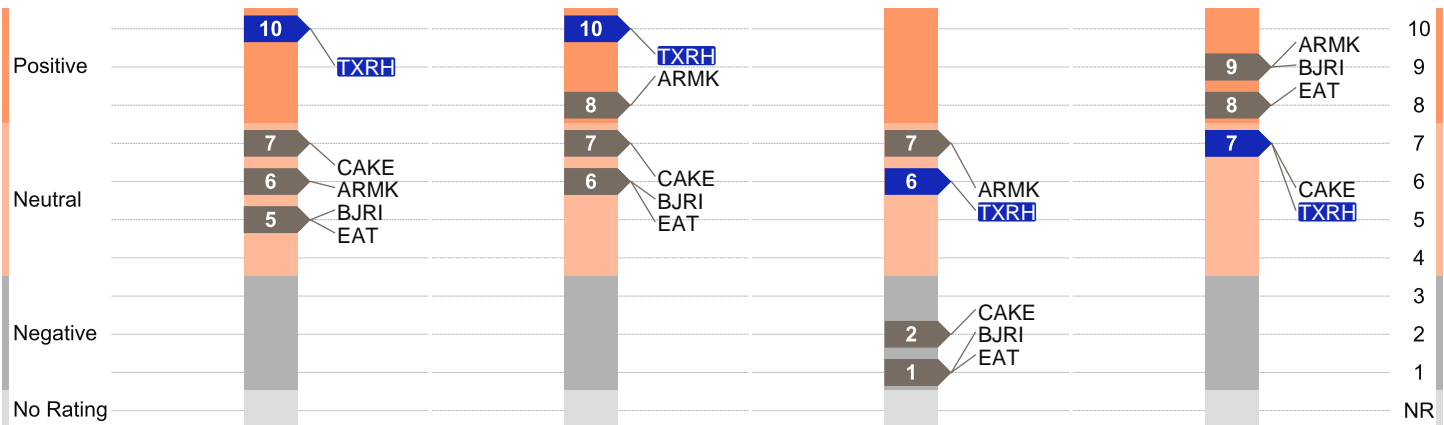 10 10 10
TXRH TXRH ARMK
Positive 9 BJRI 9
ARMK EAT
8 8 8
7 7 7 7 7
CAKE CAKE
6 ARMK 6 BJRI 6 ARMK CAKE 6
Neutral
5 BJRI EAT TXRH TXRH 5
EAT
4
3
CAKE
Negative 2 BJRI 2
EAT
1 1
No Rating NR